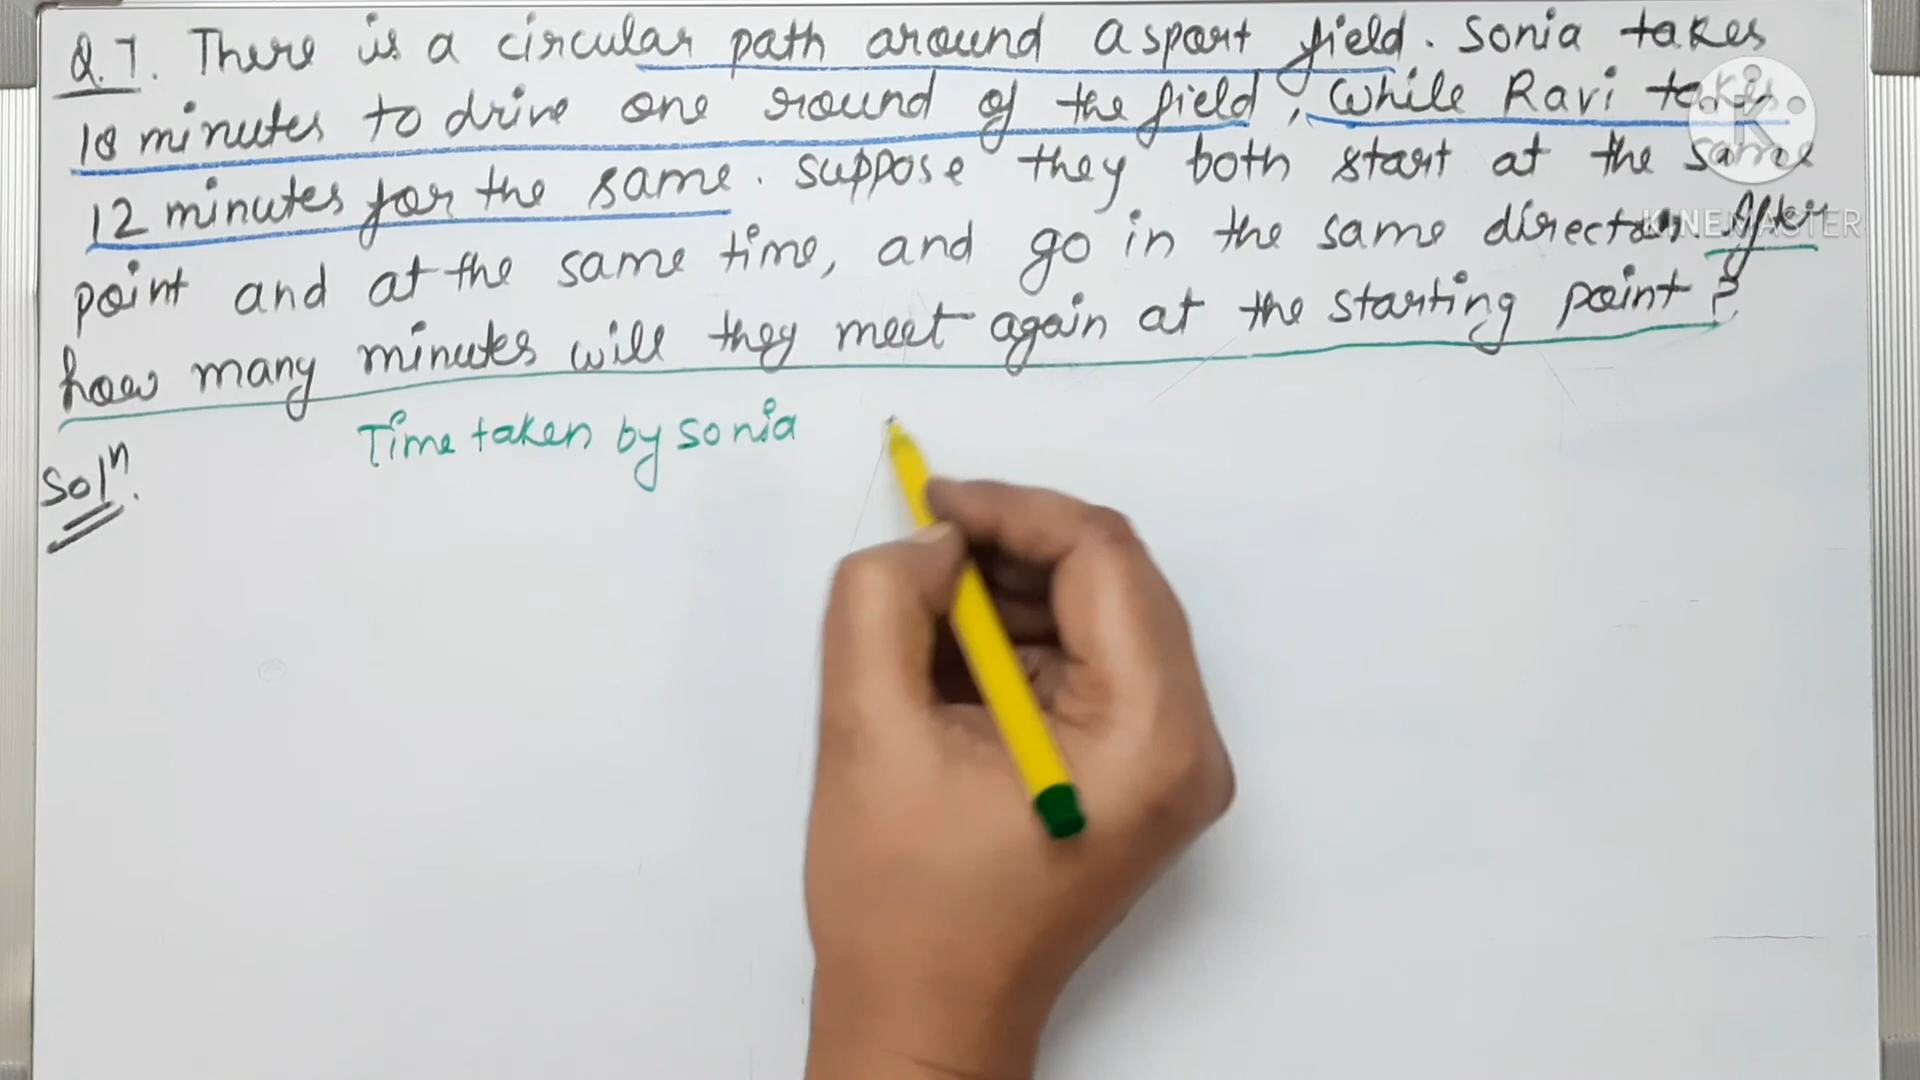 Q.7. There is a circular path around a sport field. Sonia takes
18 minutes to drive one round of the field, while Ravi takes
12 minutes for the same. suppose they both start at the same
point and at the same time, and go in the same direction. After
how many minutes will they meet again at the starting point?
Time taken by sonia
Solⁿ.
K
KINEMASTER